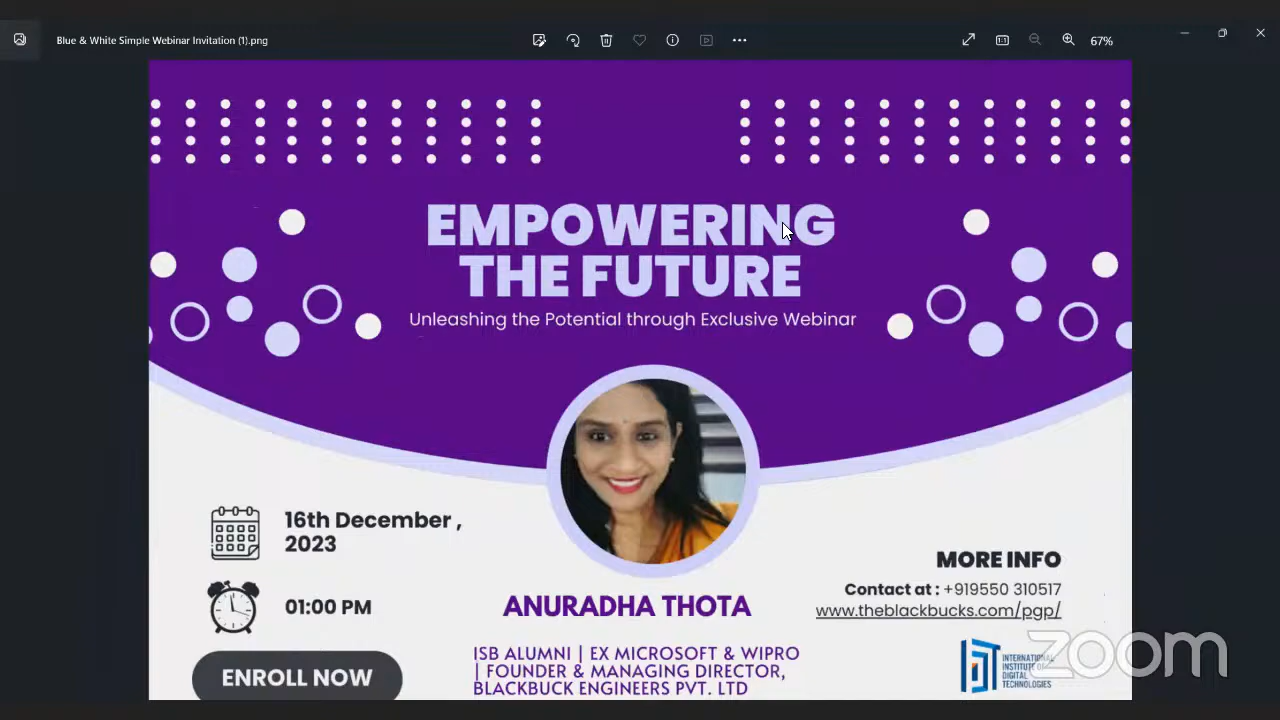 Blue & White Simple Webinar Invitation (1).png
67%
EMPOWERING
THE FUTURE
Unleashing the Potential through Exclusive Webinar
16th December ,
2023
01:00 PM
ENROLL NOW
ANURADHA THOTA
ISB ALUMNI | EX MICROSOFT & WIPRO
| FOUNDER & MANAGING DIRECTOR,
BLACKBUCK ENGINEERS PVT. LTD
MORE INFO
Contact at : +919550 310517
www.theblackbucks.com/pgp/
INTERNATIONAL
INSTITUTE OF
DIGITAL
TECHNOLOGIES
zoom